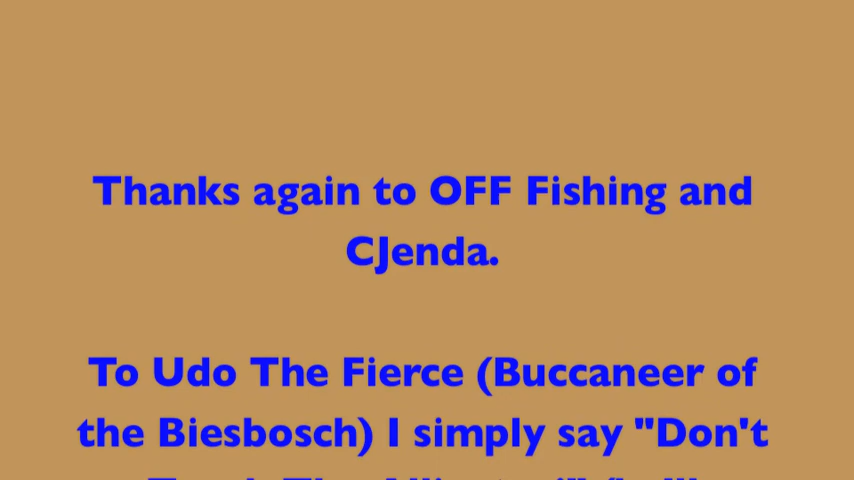 Thanks again to OFF Fishing and
CJenda.
To Udo The Fierce (Buccaneer of
the Biesbosch) I simply say "Don't